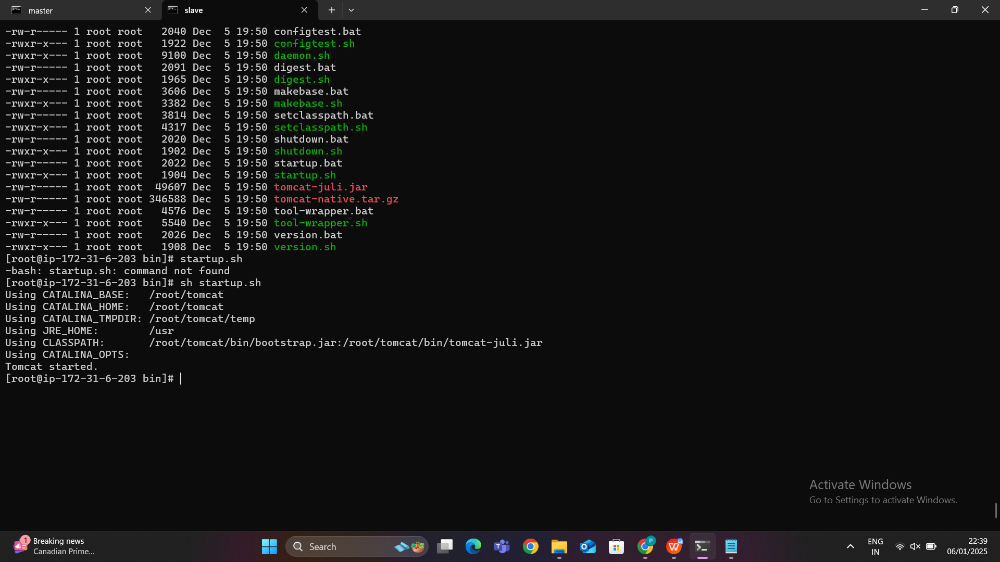 master
slave
-rw-r----- 1 root root   2040 Dec  5 19:50 configtest.bat
-rwxr-x--- 1 root root   1922 Dec  5 19:50 configtest.sh
-rwxr-x--- 1 root root   9100 Dec  5 19:50 daemon.sh
-rw-r----- 1 root root   2091 Dec  5 19:50 digest.bat
-rwxr-x--- 1 root root   1965 Dec  5 19:50 digest.sh
-rw-r----- 1 root root   3606 Dec  5 19:50 makebase.bat
-rwxr-x--- 1 root root   3382 Dec  5 19:50 makebase.sh
-rw-r----- 1 root root   3814 Dec  5 19:50 setclasspath.bat
-rwxr-x--- 1 root root   4317 Dec  5 19:50 setclasspath.sh
-rw-r----- 1 root root   2020 Dec  5 19:50 shutdown.bat
-rwxr-x--- 1 root root   1902 Dec  5 19:50 shutdown.sh
-rw-r----- 1 root root   2022 Dec  5 19:50 startup.bat
-rwxr-x--- 1 root root   1904 Dec  5 19:50 startup.sh
-rw-r----- 1 root root  49607 Dec  5 19:50 tomcat-juli.jar
-rw-r----- 1 root root 346588 Dec  5 19:50 tomcat-native.tar.gz
-rw-r----- 1 root root   4576 Dec  5 19:50 tool-wrapper.bat
-rwxr-x--- 1 root root   5540 Dec  5 19:50 tool-wrapper.sh
-rw-r----- 1 root root   2026 Dec  5 19:50 version.bat
-rwxr-x--- 1 root root   1908 Dec  5 19:50 version.sh
[root@ip-172-31-6-203 bin]# startup.sh
-bash: startup.sh: command not found
[root@ip-172-31-6-203 bin]# sh startup.sh
Using CATALINA_BASE:   /root/tomcat
Using CATALINA_HOME:   /root/tomcat
Using CATALINA_TMPDIR: /root/tomcat/temp
Using JRE_HOME:        /usr
Using CLASSPATH:       /root/tomcat/bin/bootstrap.jar:/root/tomcat/bin/tomcat-juli.jar
Using CATALINA_OPTS:
Tomcat started.
[root@ip-172-31-6-203 bin]#
Activate Windows
Go to Settings to activate Windows.
1
Breaking news
Canadian Prime...
Search
P
ENG
IN
22:39
06/01/2025